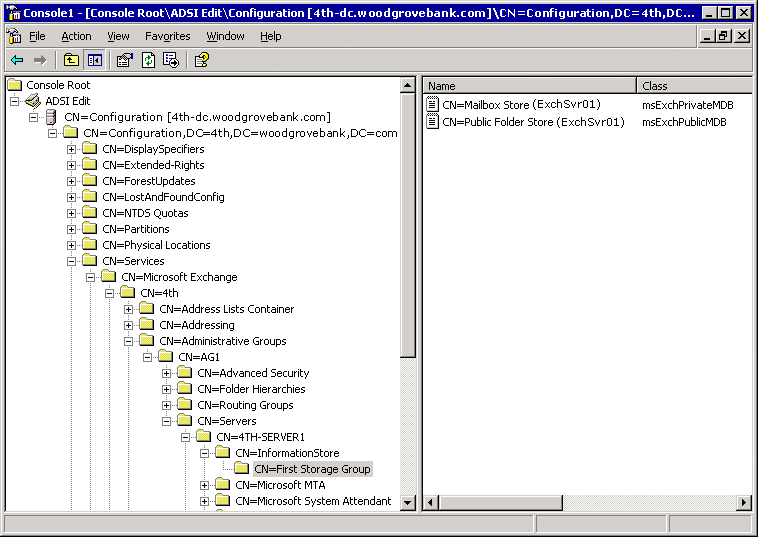 Console1 - [Console Root\ADSI Edit\Configuration [4th-dc.woodgrovebank.com]\CN=Configuration,DC=4th,DC...
File Action View Favorites Window Help
Console Root
ADSI Edit
CN=Configuration [4th-dc.woodgrovebank.com]
CN=Configuration,DC=4th,DC=woodgrovebank,DC=com
CN=DisplaySpecifiers
CN=Extended-Rights
CN=ForestUpdates
CN=LostAndFoundConfig
CN=NTDS Quotas
CN=Partitions
CN=Physical Locations
CN=Services
CN=Microsoft Exchange
CN=4th
CN=Address Lists Container
CN=Addressing
CN=Administrative Groups
CN=AG1
CN=Advanced Security
CN=Folder Hierarchies
CN=Routing Groups
CN=Servers
CN=4TH-SERVER1
CN=InformationStore
CN=First Storage Group
CN=Microsoft MTA
CN=Microsoft System Attendant
Name Class
CN=Mailbox Store (ExchSvr01) msExchPrivateMDB
CN=Public Folder Store (ExchSvr01) msExchPublicMDB